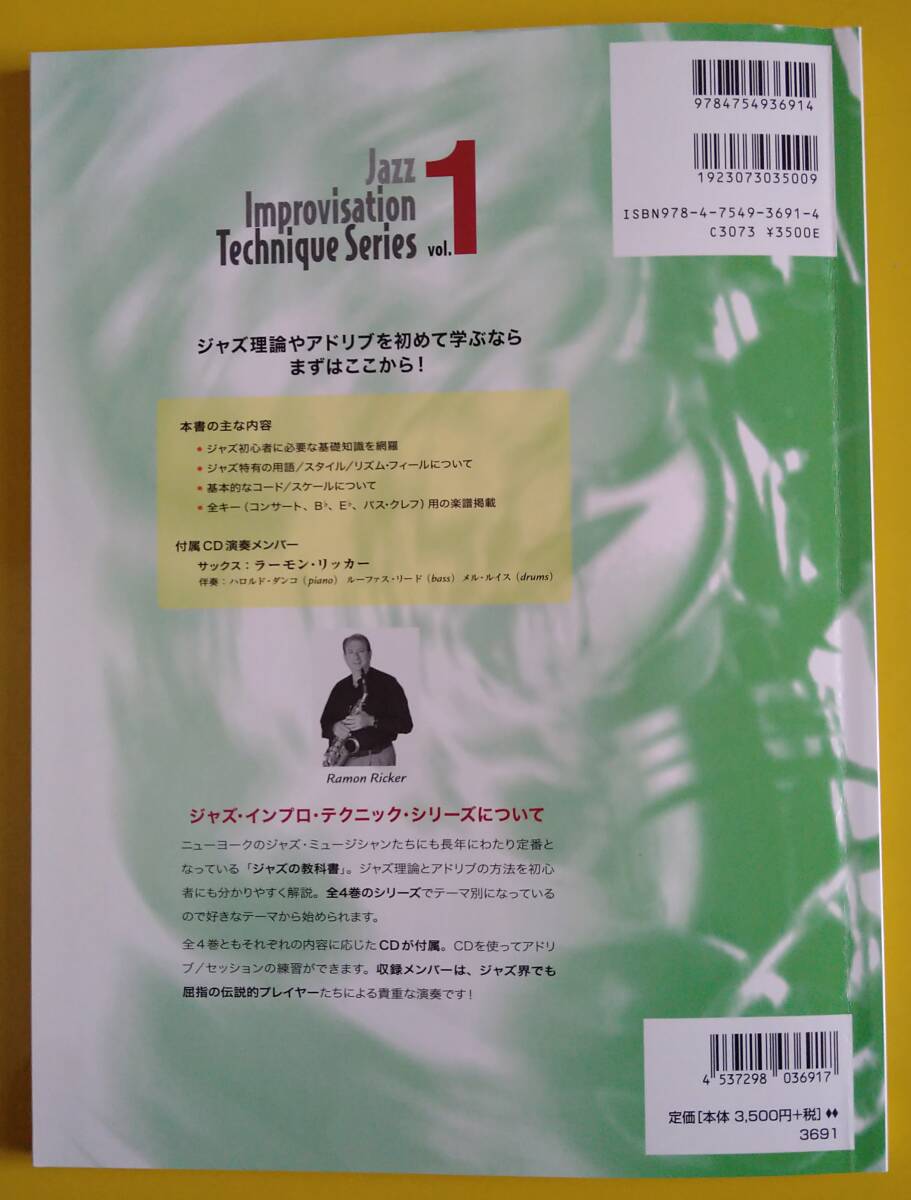 9784754936914
1923073035009
ISBN978-4-7549-3691-4
C3073 ¥3500E
Jazz
Improvisation
Technique Series vol.1
ジャズ理論やアドリブを初めて学ぶなら
まずはここから！
本書の主な内容
● ジャズ初心者に必要な基礎知識を網羅
● ジャズ特有の用語/スタイル/リズム・フィールについて
● 基本的なコード/スケールについて
● 全キー（コンサート、B♭、E♭、バス・クレフ）用の楽譜掲載
付属CD演奏メンバー
サックス：ラーモン・リッカー
伴奏：ハロルド・ダンコ（piano） ルーファス・リード（bass） メル・ルイス（drums）
Ramon Ricker
ジャズ・インプロ・テクニック・シリーズについて
ニューヨークのジャズ・ミュージシャンたちにも長年にわたり定番と
なっている「ジャズの教科書」。ジャズ理論とアドリブの方法を初心
者にも分かりやすく解説。全4巻のシリーズでテーマ別になっている
ので好きなテーマから始められます。
全4巻ともそれぞれの内容に応じたCDが付属。CDを使ってアドリ
ブ/セッションの練習ができます。収録メンバーは、ジャズ界でも
屈指の伝説的プレイヤーたちによる貴重な演奏です！
4 537298 036917
定価［本体 3,500円+税］♦♦
3691